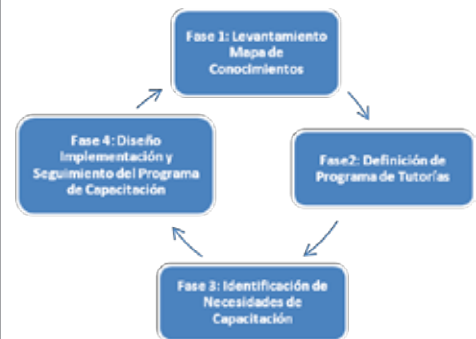 Fase 1: Levantamiento
Mapa de
Conocimientos
Fase2: Definición de
Programa de Tutorías
Fase 3: Identificación de
Necesidades de
Capacitación
Fase 4: Diseño
Implementación y
Seguimiento del Programa
de Capacitación